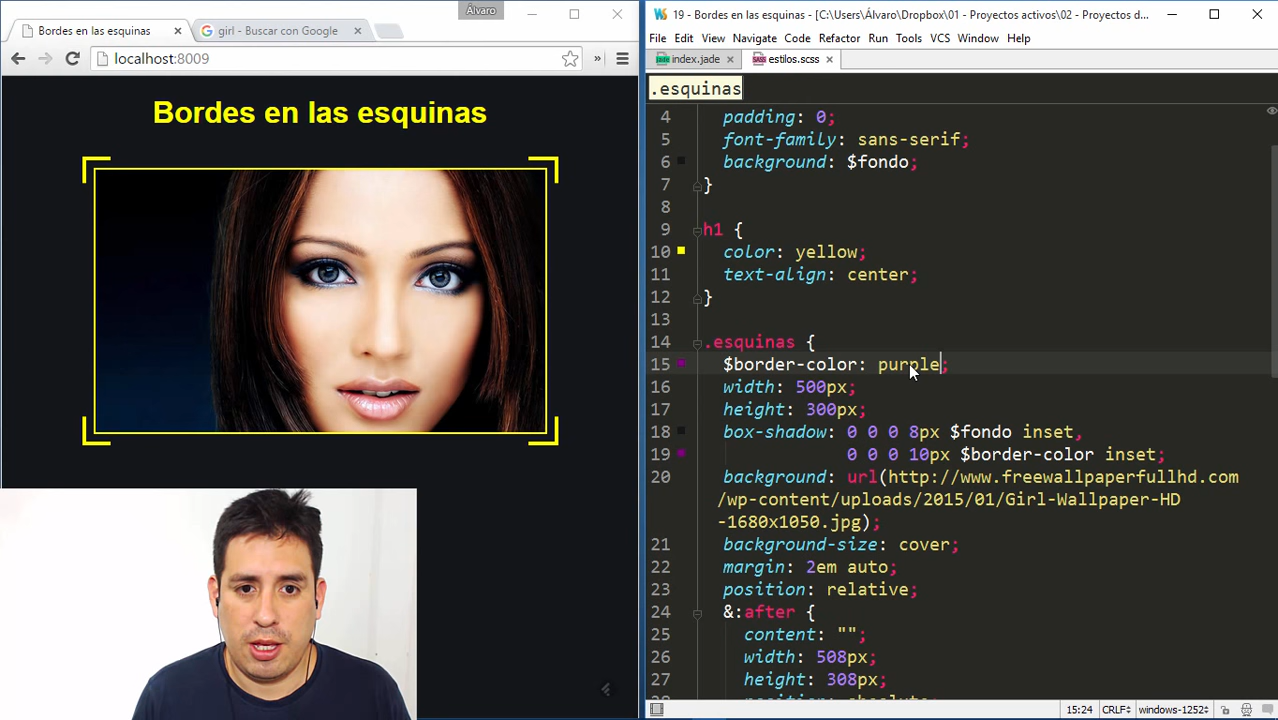 Álvaro
Bordes en las esquinas
girl - Buscar con Google
localhost:8009
»
Bordes en las esquinas
19 - Bordes en las esquinas - [C:\Users\Álvaro\Dropbox\01 - Proyectos activos\02 - Proyectos d...
File Edit View Navigate Code Refactor Run Tools VCS Window Help
index.jade
estilos.scss
.esquinas
4 padding: 0;
5 font-family: sans-serif;
6 background: $fondo;
7 }
8
9 h1 {
10 color: yellow;
11 text-align: center;
12 }
13
14 .esquinas {
15 $border-color: purple;
16 width: 500px;
17 height: 300px;
18 box-shadow: 0 0 0 8px $fondo inset,
19 0 0 0 10px $border-color inset;
20 background: url(http://www.freewallpaperfullhd.com
/wp-content/uploads/2015/01/Girl-Wallpaper-HD
-1680x1050.jpg);
21 background-size: cover;
22 margin: 2em auto;
23 position: relative;
24 &:after {
25 content: "";
26 width: 508px;
27 height: 308px;
28 position: absolute;
15:24 CRLF÷ windows-1252÷